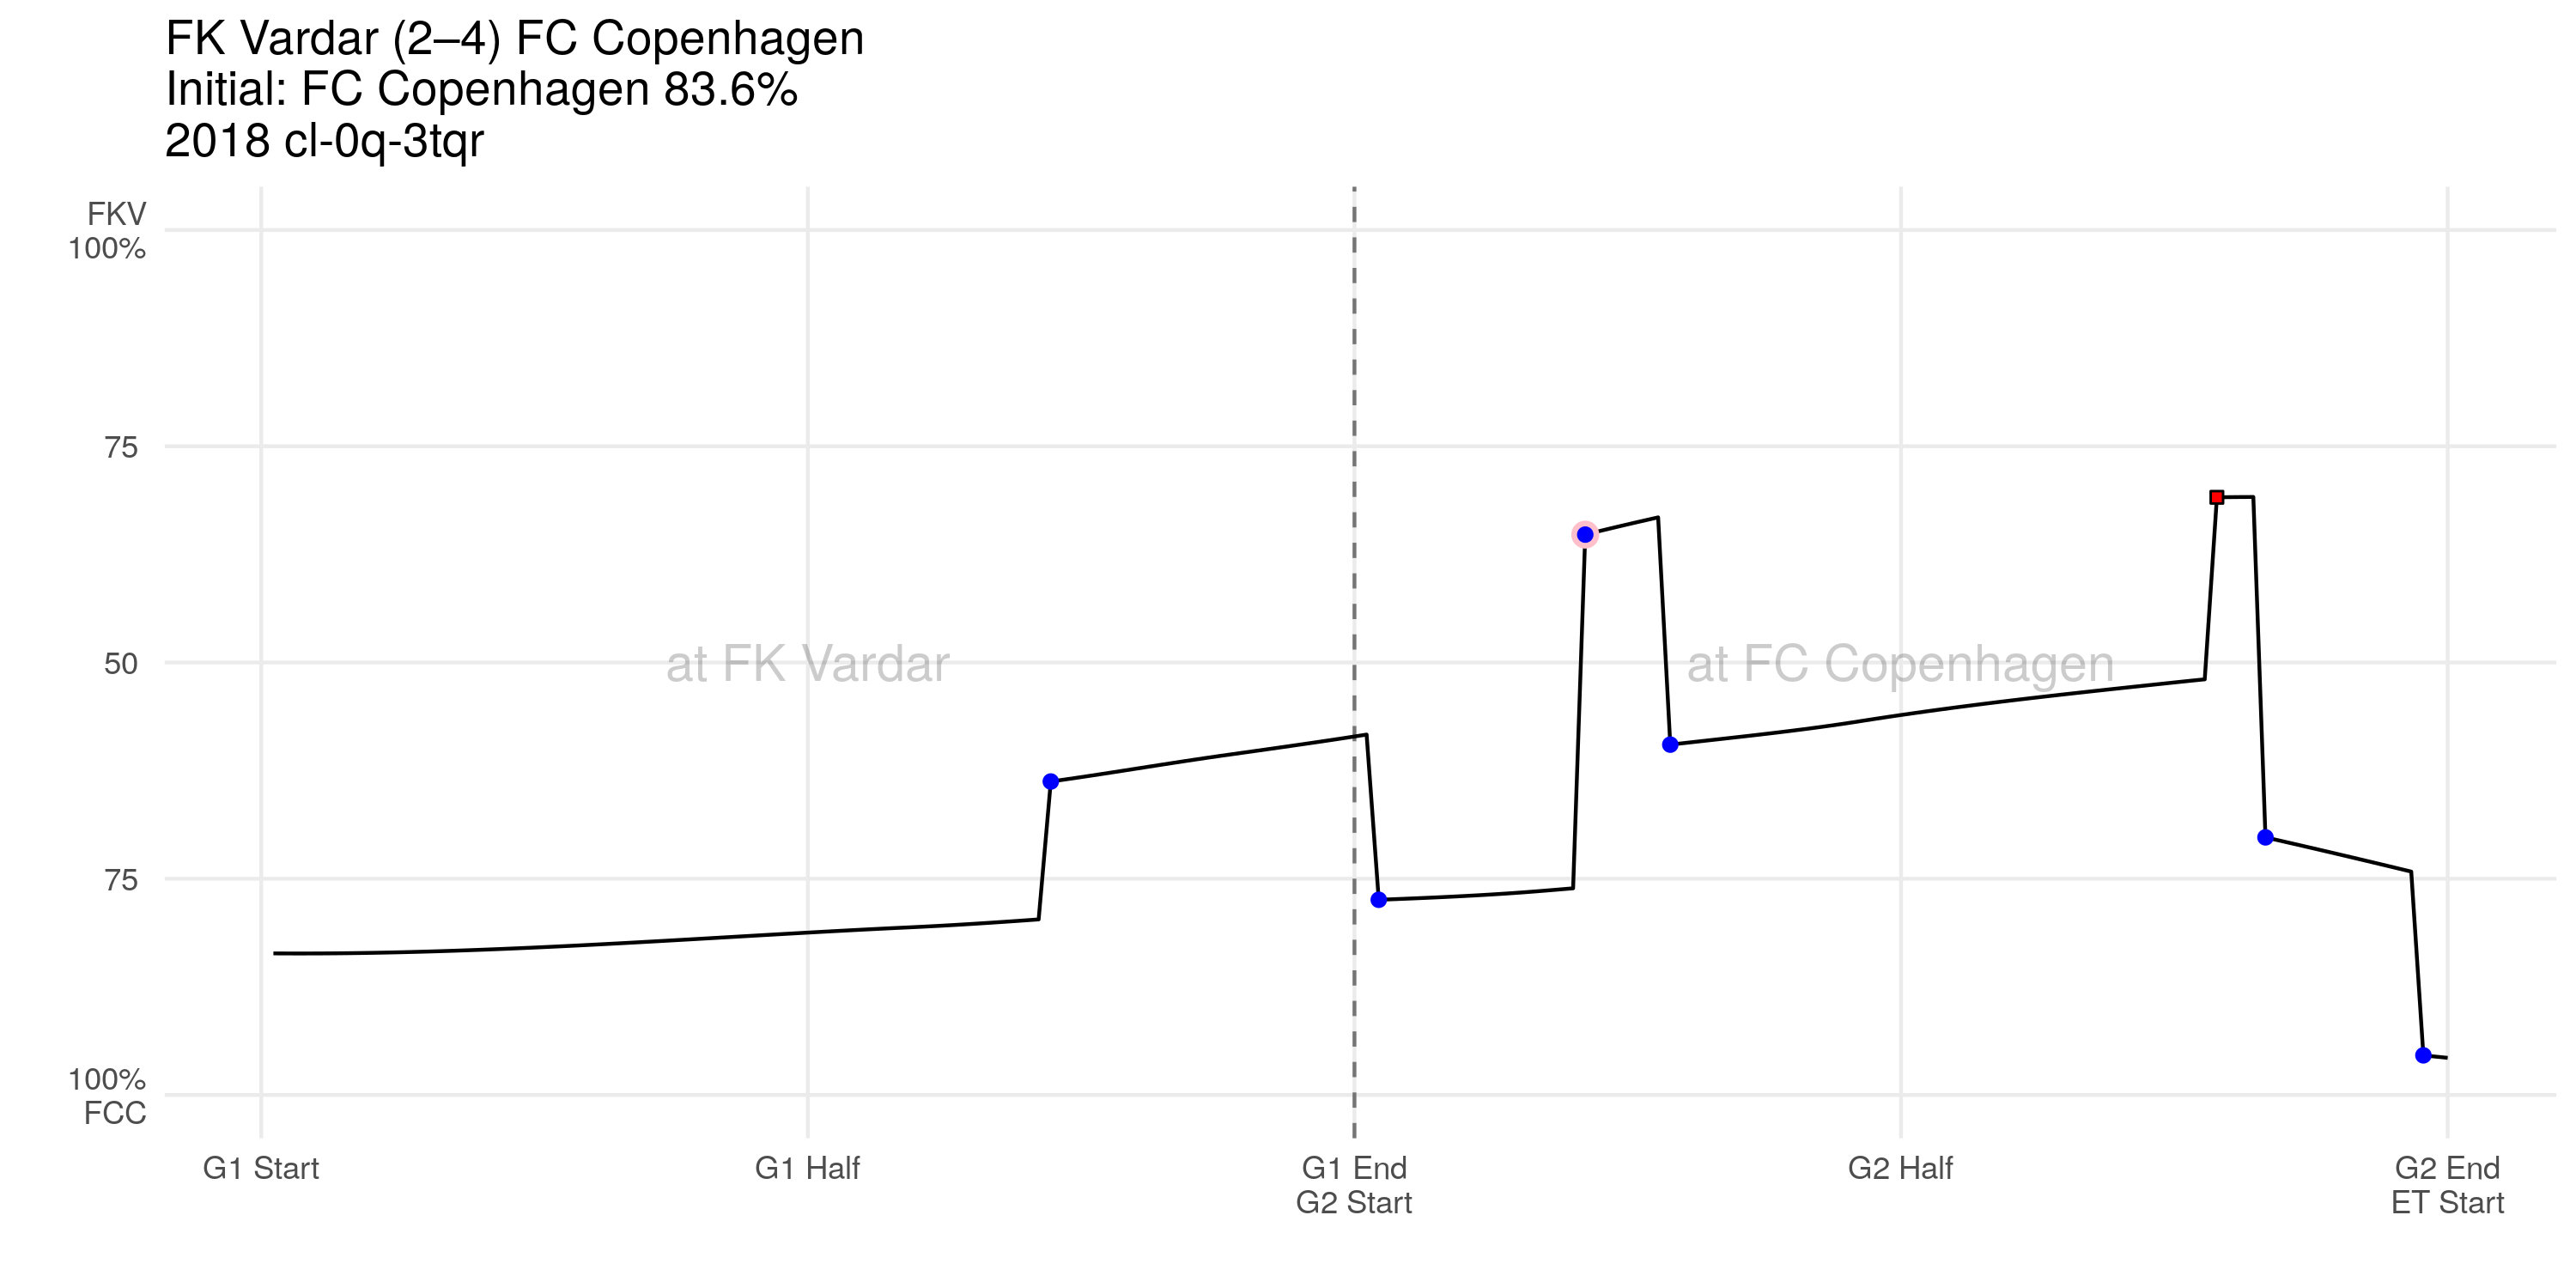 FK Vardar (2–4) FC Copenhagen
Initial: FC Copenhagen 83.6%
2018 cl-0q-3tqr
FKV
100%
75
50
75
100%
FCC
at FK Vardar
at FC Copenhagen
G1 Start
G1 Half
G1 End
G2 Start
G2 Half
G2 End
ET Start